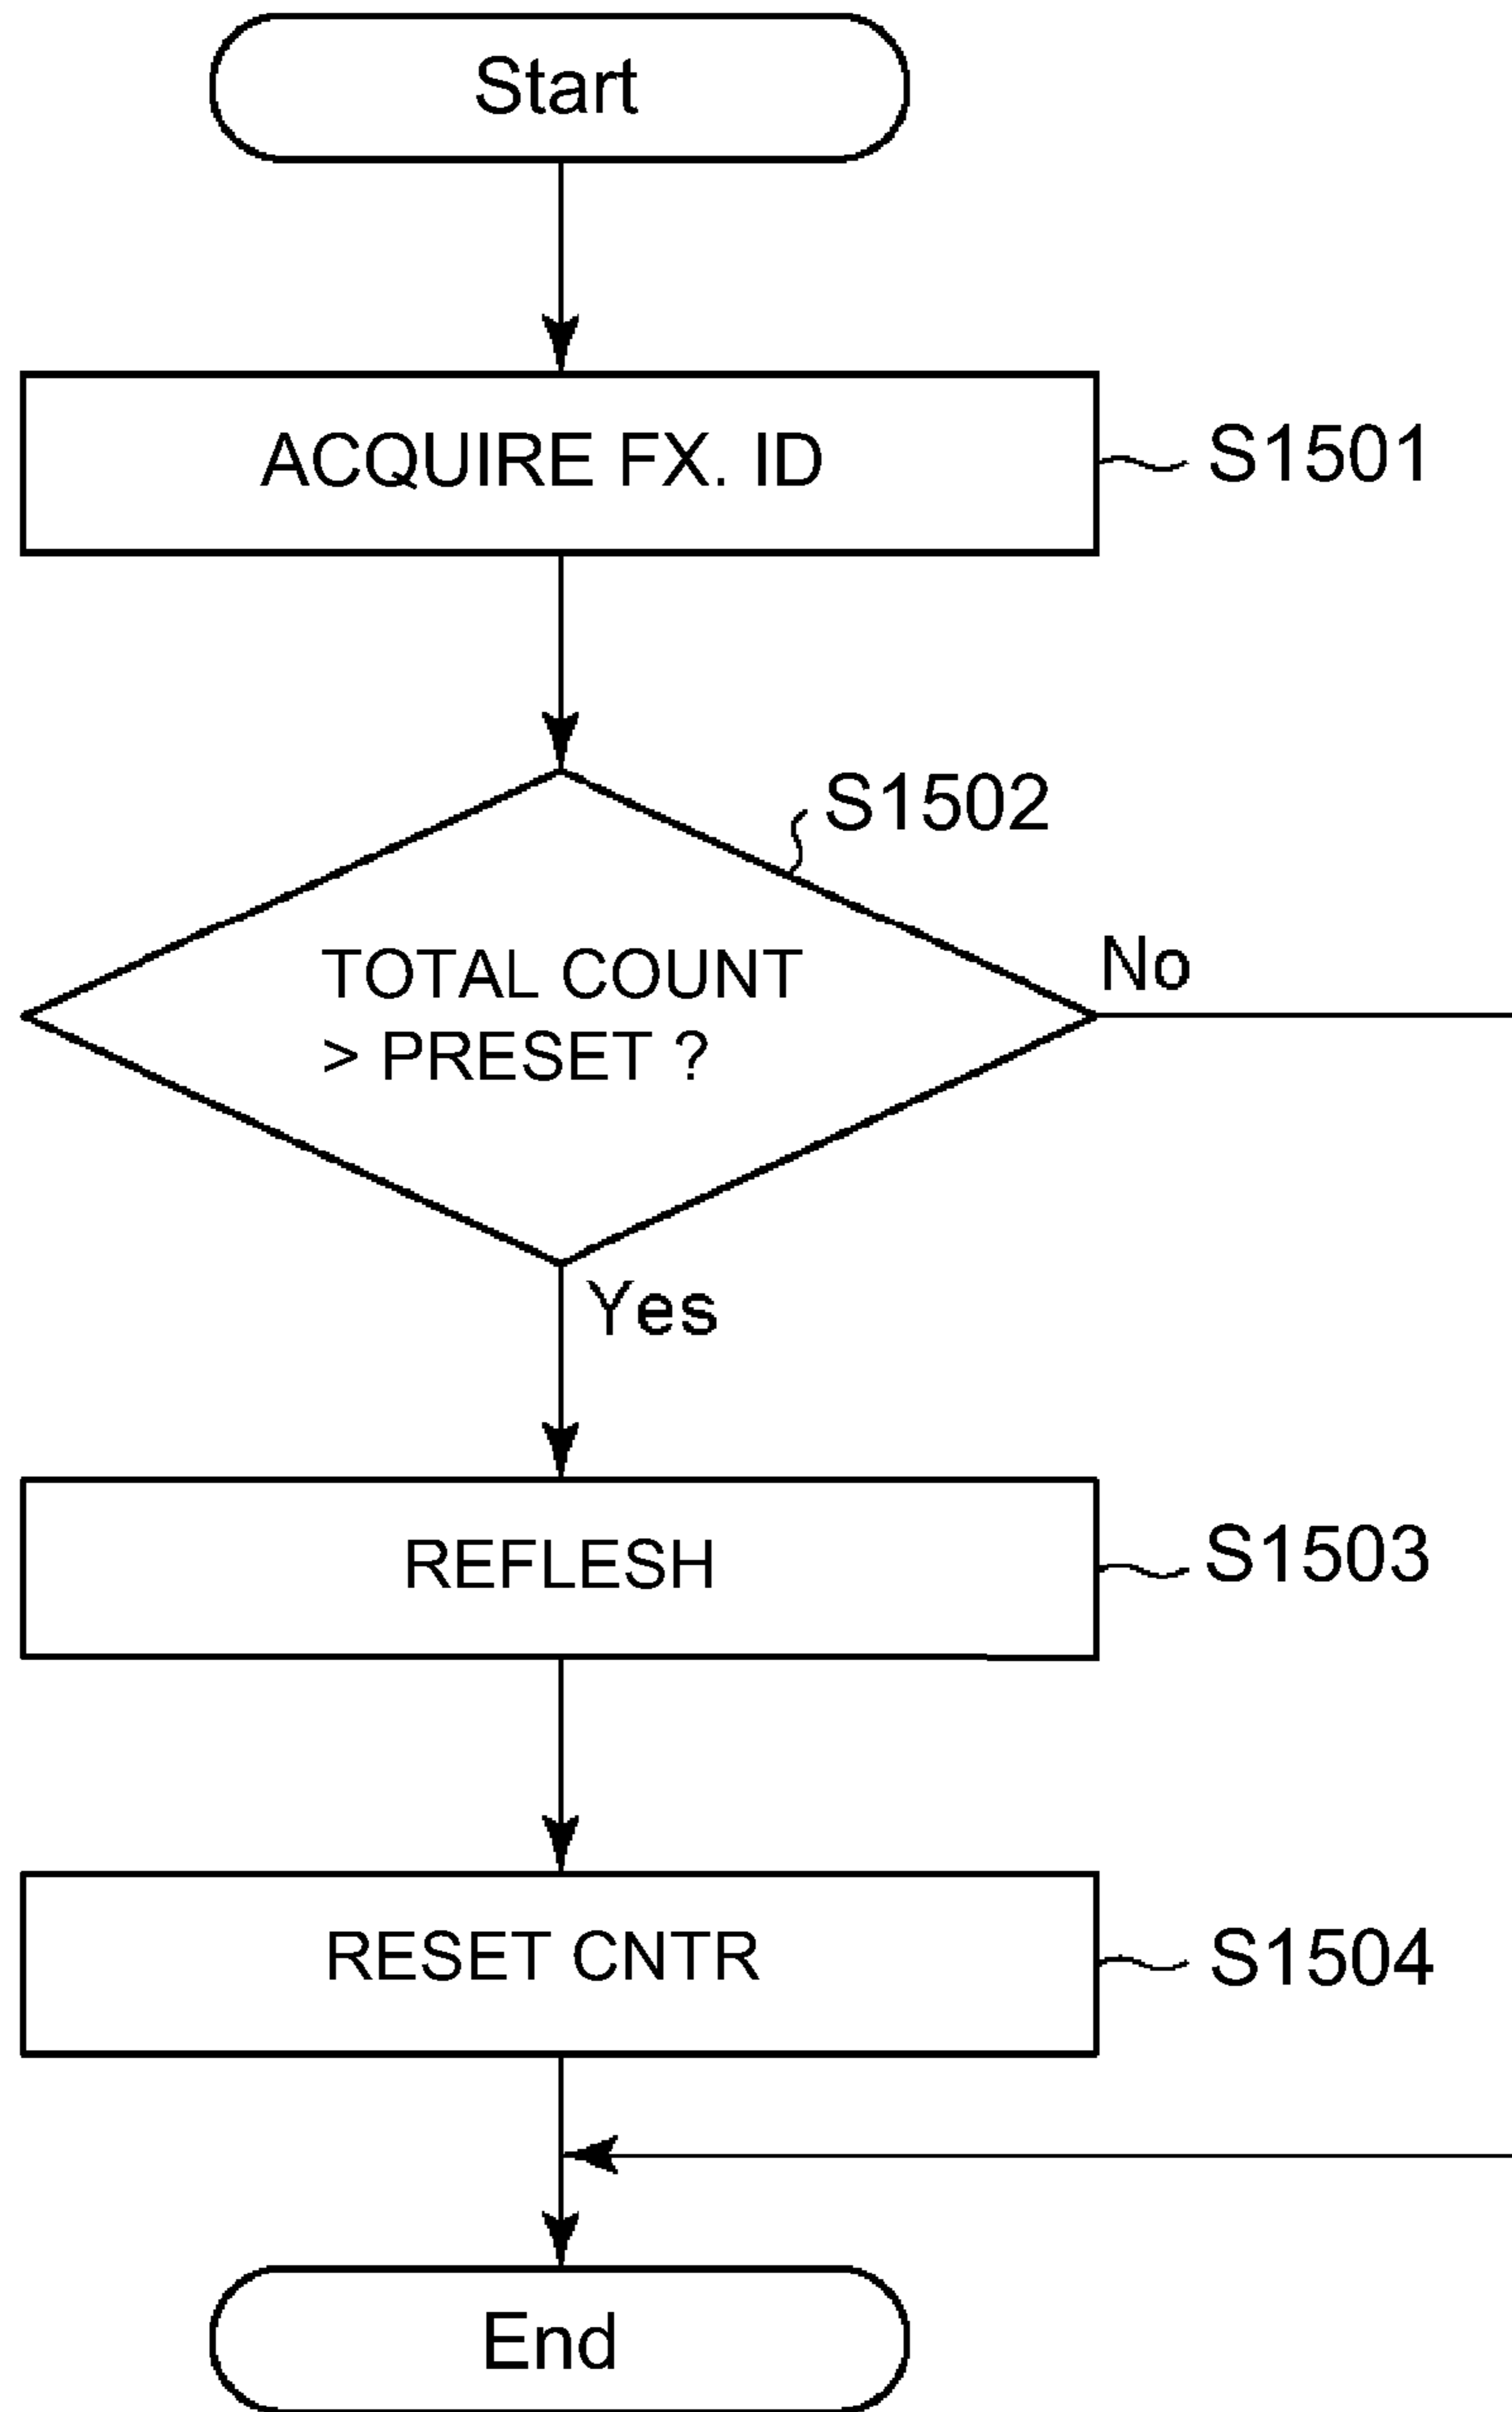 Start
ACQUIRE FX. ID
S1501
S1502
TOTAL COUNT
> PRESET ?
No
Yes
REFLESH
S1503
RESET CNTR
S1504
End